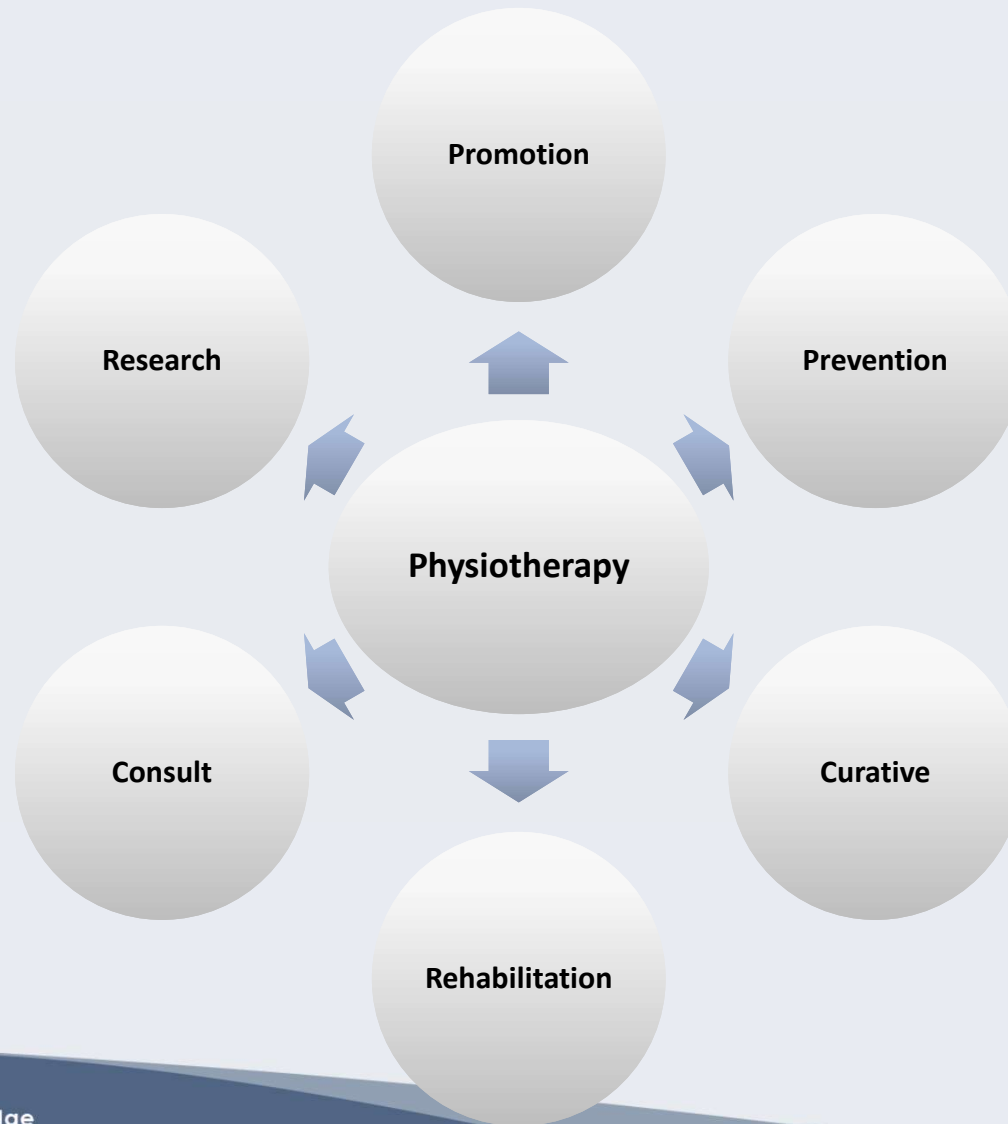 Promotion
Research
Prevention
Physiotherapy
Consult
Curative
Rehabilitation